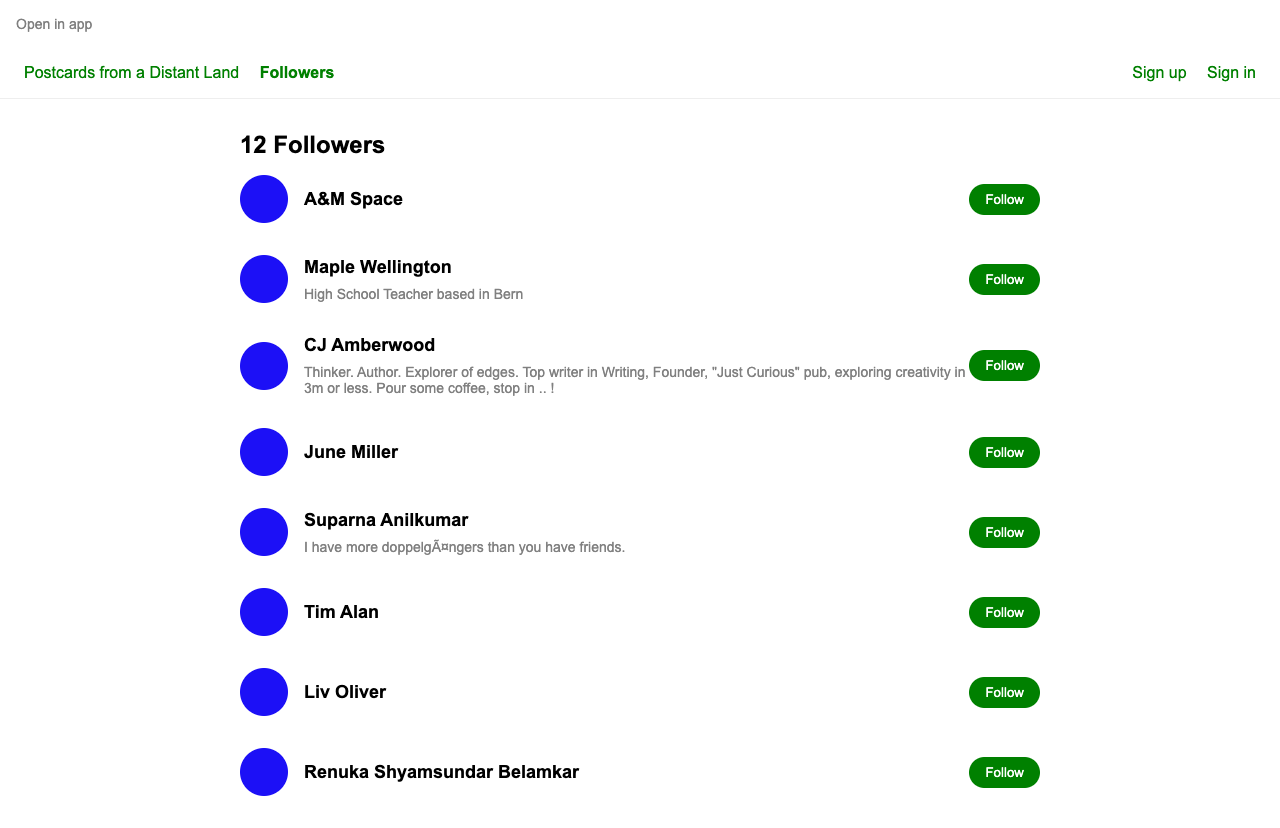 Open in app
Postcards from a Distant Land Followers Sign up Sign in
12 Followers
A&M Space Follow
Maple Wellington
High School Teacher based in Bern
Follow
CJ Amberwood
Thinker. Author. Explorer of edges. Top writer in Writing, Founder, "Just Curious" pub, exploring creativity in
3m or less. Pour some coffee, stop in .. !
Follow
June Miller Follow
Suparna Anilkumar
I have more doppelgÃ¤ngers than you have friends.
Follow
Tim Alan Follow
Liv Oliver Follow
Renuka Shyamsundar Belamkar Follow